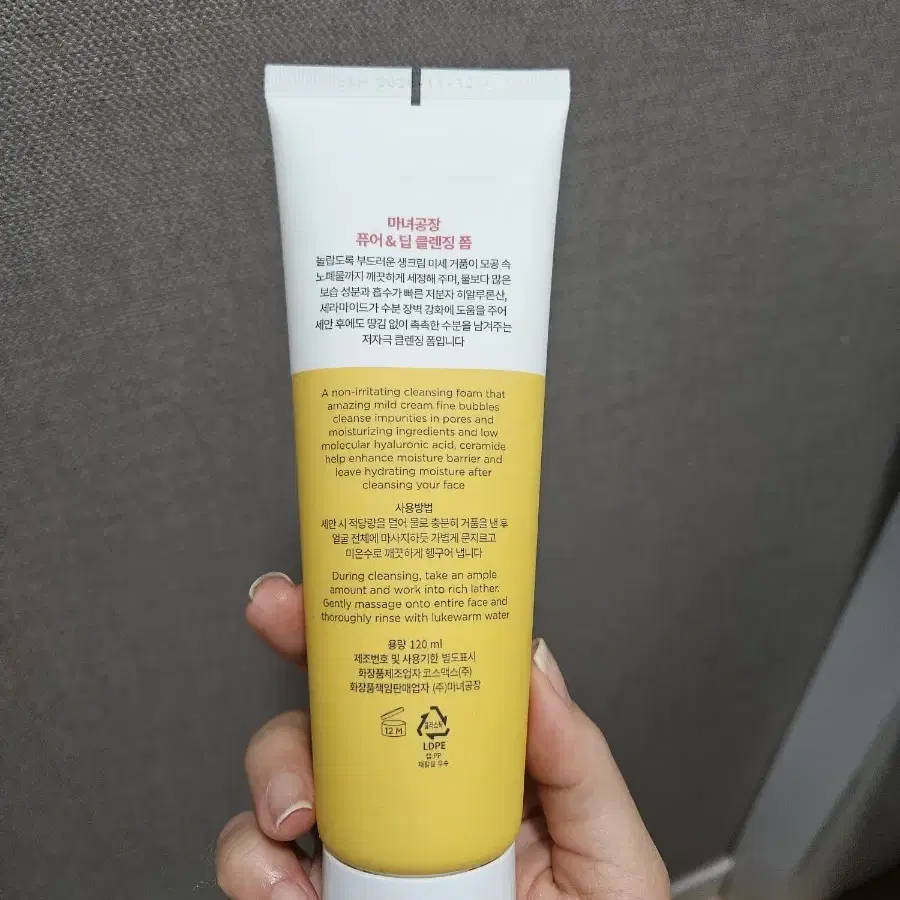 마녀공장
퓨어 & 딥 클렌징 폼
놀랍도록 부드러운 생크림 미세 거품이 모공 속
노폐물까지 깨끗하게 세정해 주며, 물보다 많은
보습 성분과 흡수가 빠른 저분자 히알루론산,
세라마이드가 수분 장벽 강화에 도움을 주어
세안 후에도 땅김 없이 촉촉한 수분을 남겨주는
저자극 클렌징 폼입니다
A non-irritating cleansing foam that
amazing mild cream fine bubbles
cleanse impurities in pores and
moisturizing ingredients and low
molecular hyaluronic acid, ceramide
help enhance moisture barrier and
leave hydrating moisture after
cleansing your face
사용방법
세안 시 적당량을 덜어 물로 충분히 거품을 낸 후
얼굴 전체에 마사지하듯 가볍게 문지르고
미온수로 깨끗하게 헹구어 냅니다
During cleansing, take an ample
amount and work into rich lather.
Gently massage onto entire face and
thoroughly rinse with lukewarm water
용량 120 ml
제조번호 및 사용기한 별도표시
화장품제조업자 코스맥스(주)
화장품책임판매업자 (주)마녀공장
12 M
플라스틱
LDPE
캡:PP
재활용 우수